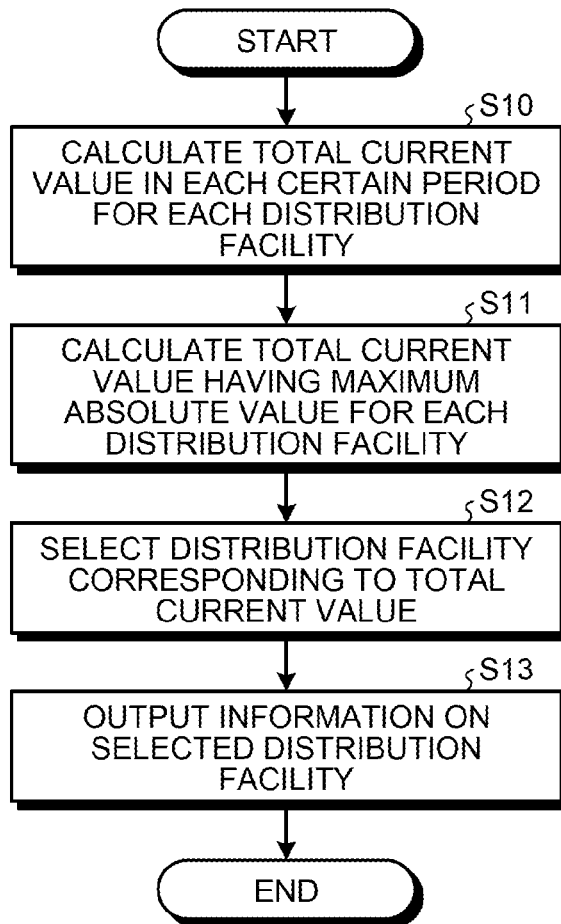 START
S10
CALCULATE TOTAL CURRENT
VALUE IN EACH CERTAIN PERIOD
FOR EACH DISTRIBUTION
FACILITY
S11
CALCULATE TOTAL CURRENT
VALUE HAVING MAXIMUM
ABSOLUTE VALUE FOR EACH
DISTRIBUTION FACILITY
S12
SELECT DISTRIBUTION FACILITY
CORRESPONDING TO TOTAL
CURRENT VALUE
S13
OUTPUT INFORMATION ON
SELECTED DISTRIBUTION
FACILITY
END